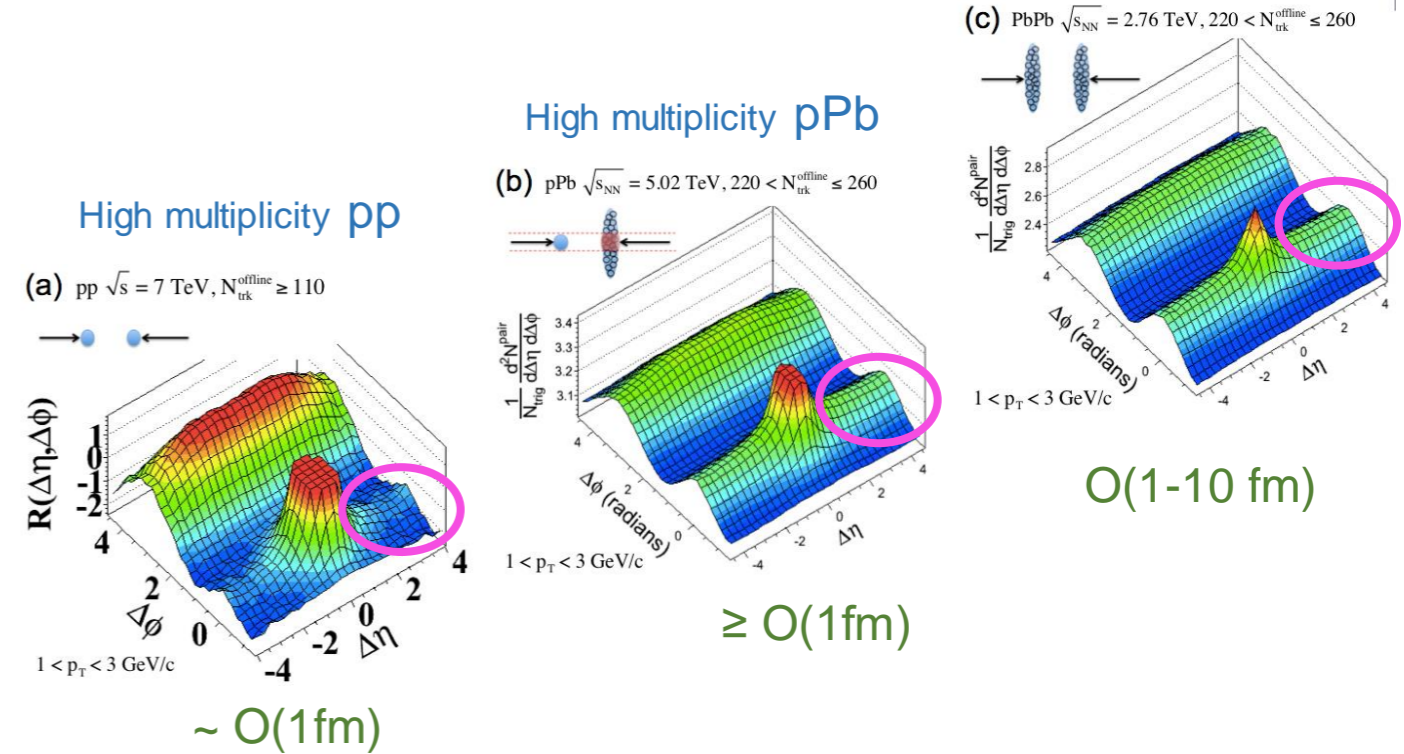 High multiplicity pp
(a) pp √s = 7 TeV, N_trk^offline ≥ 110
R(Δη,Δϕ)
1
0
-1
-2
4
2
0
Δϕ
-4
-2
0
2
4
Δη
1 < p_T < 3 GeV/c
~ O(1fm)
High multiplicity pPb
(b) pPb √s_NN = 5.02 TeV, 220 < N_trk^offline ≤ 260
1/N_trig d²N^pair/dΔη dΔϕ
3.4
3.3
3.2
3.1
4
2
0
Δϕ (radians)
-4
-2
0
2
4
Δη
1 < p_T < 3 GeV/c
≥ O(1fm)
(c) PbPb √s_NN = 2.76 TeV, 220 < N_trk^offline ≤ 260
1/N_trig d²N^pair/dΔη dΔϕ
2.8
2.6
2.4
4
2
0
Δϕ (radians)
-4
-2
0
2
4
Δη
1 < p_T < 3 GeV/c
O(1-10 fm)